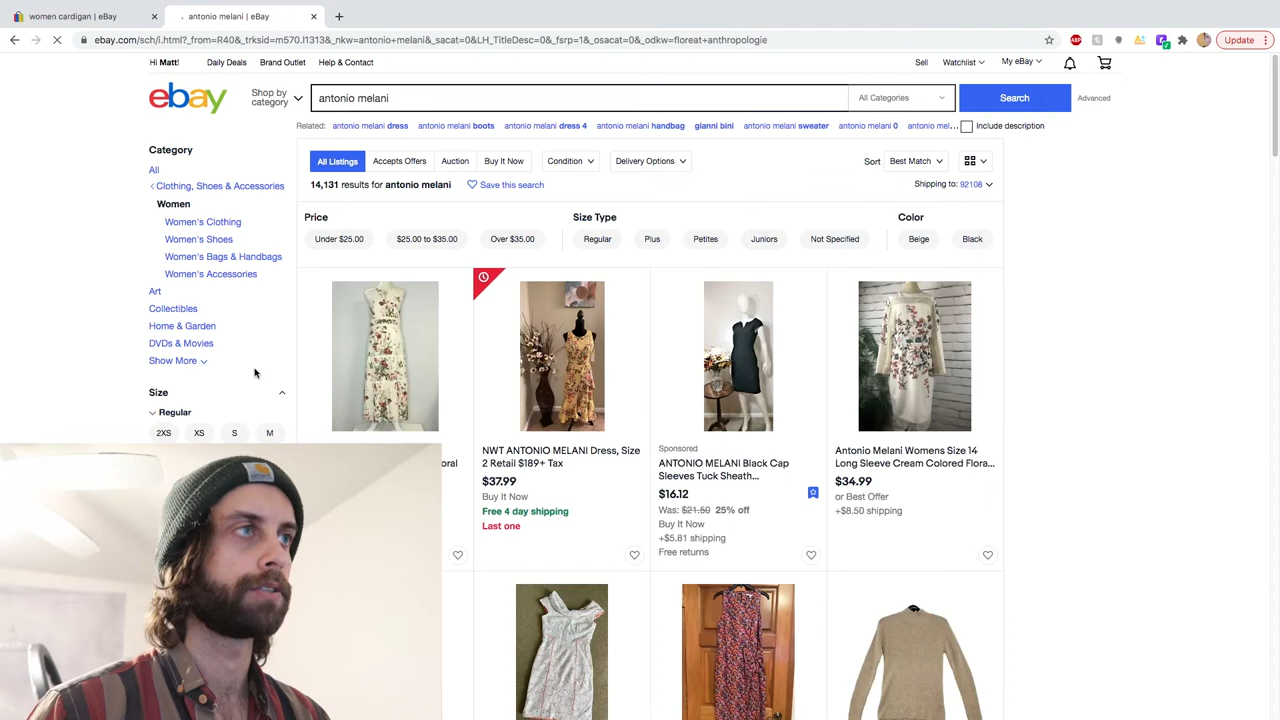 women cardigan | eBay
antonio melani | eBay
ebay.com/sch/i.html?_from=R40&_trksid=m570.l1313&_nkw=antonio+melani&_sacat=0&LH_TitleDesc=0&_fsrp=1&_osacat=0&_odkw=floreat+anthropologie
ABP
Update
Hi Matt!
Daily Deals
Brand Outlet
Help & Contact
Sell
Watchlist
My eBay
ebay
Shop by category
antonio melani
All Categories
Search
Advanced
Related: antonio melani dress antonio melani boots antonio melani dress 4 antonio melani handbag gianni bini antonio melani sweater antonio melani 0 antonio mel...
Include description
Category
All
Clothing, Shoes & Accessories
Women
Women's Clothing
Women's Shoes
Women's Bags & Handbags
Women's Accessories
Art
Collectibles
Home & Garden
DVDs & Movies
Show More
Size
Regular
2XS XS S M
All Listings Accepts Offers Auction Buy It Now Condition Delivery Options
Sort Best Match
14,131 results for antonio melani
Save this search
Shipping to: 92108
Price
Under $25.00 $25.00 to $35.00 Over $35.00
Size Type
Regular Plus Petites Juniors Not Specified
Color
Beige Black
oral
NWT ANTONIO MELANI Dress, Size
2 Retail $189+ Tax
$37.99
Buy It Now
Free 4 day shipping
Last one
Sponsored
ANTONIO MELANI Black Cap
Sleeves Tuck Sheath...
$16.12
Was: $21.50 25% off
Buy It Now
+$5.81 shipping
Free returns
Antonio Melani Womens Size 14
Long Sleeve Cream Colored Flora...
$34.99
or Best Offer
+$8.50 shipping